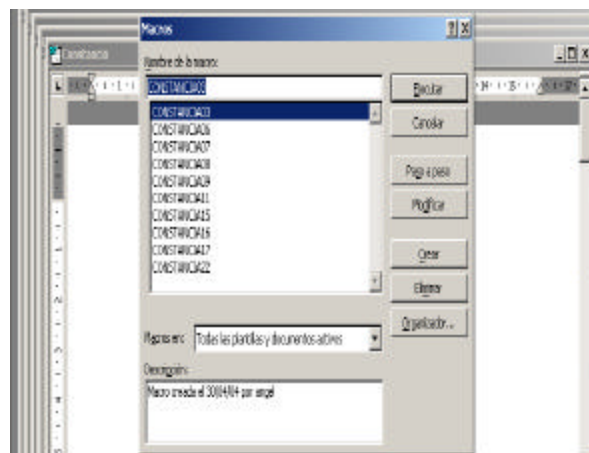 Macros
Constancia
Nombre de la macro:
CONSTANCIA03
Ejecutar
CONSTANCIA03
CONSTANCIA06
CONSTANCIA07
CONSTANCIA08
CONSTANCIA09
CONSTANCIA11
CONSTANCIA15
CONSTANCIA16
CONSTANCIA17
CONSTANCIA22
Cancelar
Paso a paso
Modificar
Crear
Eliminar
Organizador...
Macros en: Todas las plantillas y documentos activos
Descripción:
Macro creada el 30/04/04 por angel